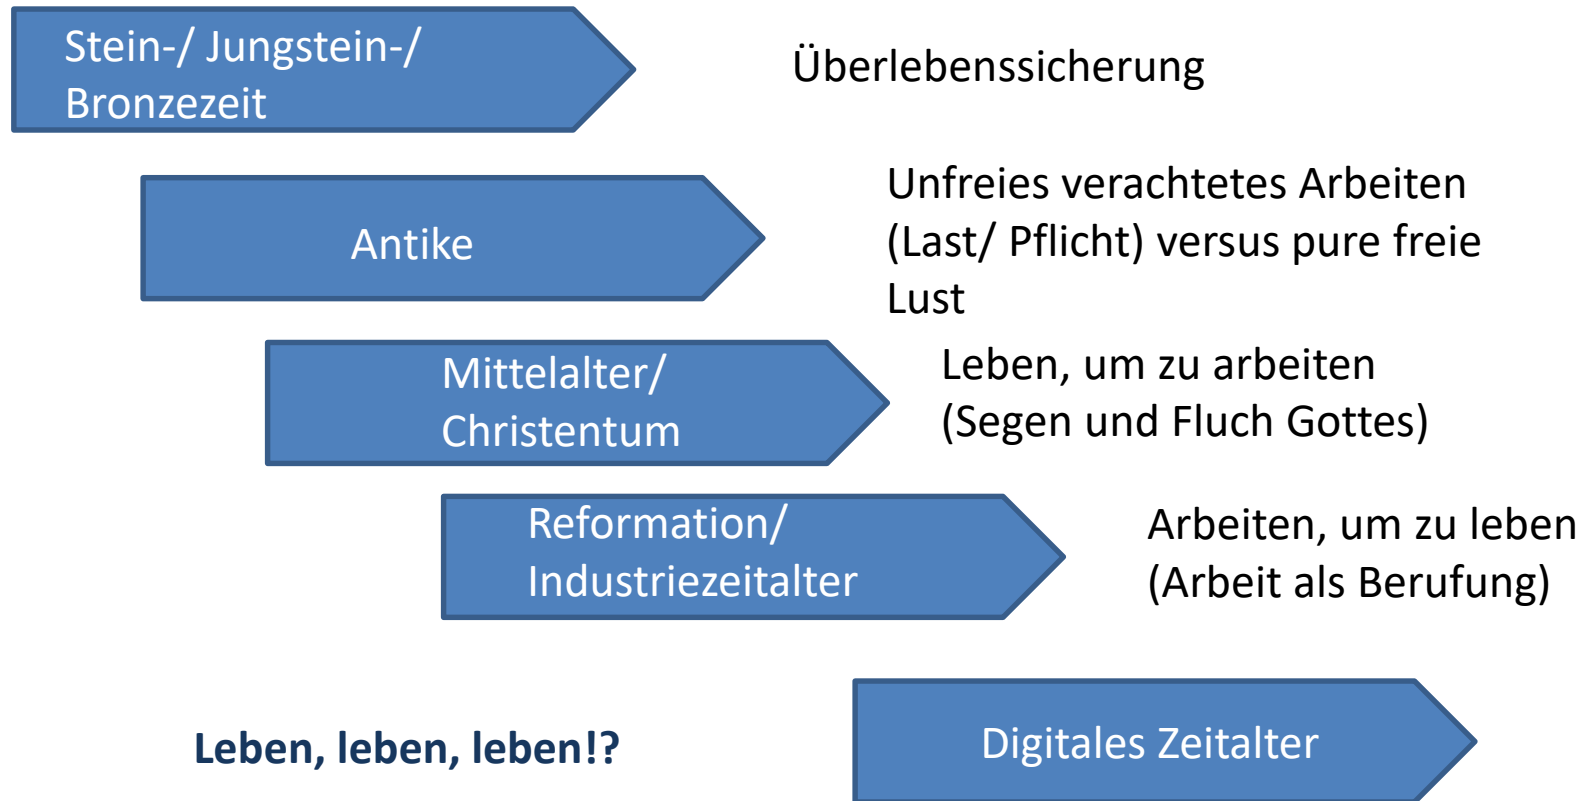 Stein-/ Jungstein-/
Bronzezeit
Überlebenssicherung
Antike
Unfreies verachtetes Arbeiten
(Last/ Pflicht) versus pure freie
Lust
Mittelalter/
Christentum
Leben, um zu arbeiten
(Segen und Fluch Gottes)
Reformation/
Industriezeitalter
Arbeiten, um zu leben
(Arbeit als Berufung)
Leben, leben, leben!?
Digitales Zeitalter